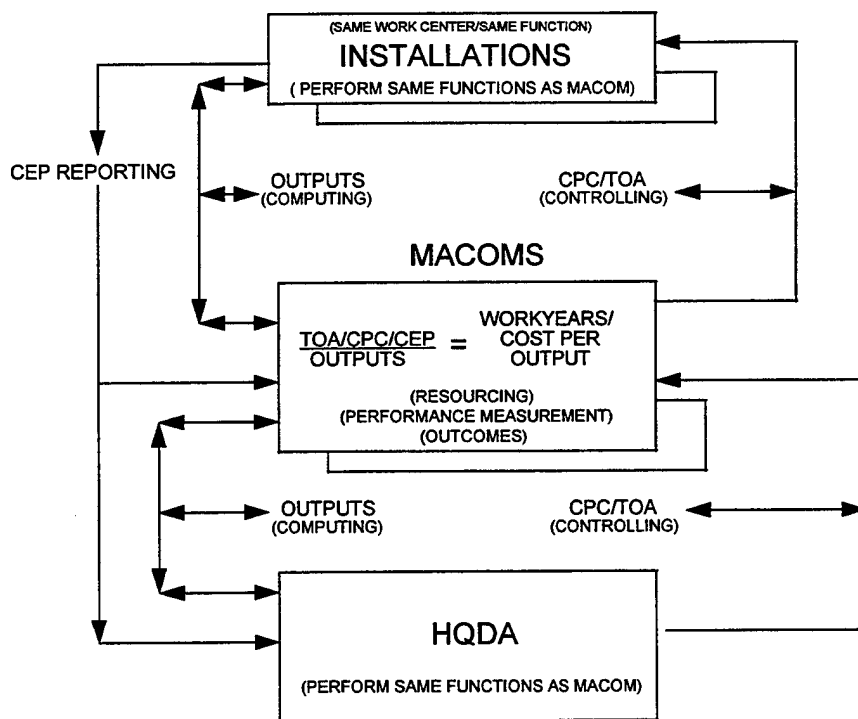 (SAME WORK CENTER/SAME FUNCTION)
INSTALLATIONS
( PERFORM SAME FUNCTIONS AS MACOM)
CEP REPORTING
OUTPUTS
(COMPUTING)
CPC/TOA
(CONTROLLING)
MACOMS
TOA/CPC/CEP
OUTPUTS
=
WORKYEARS/
COST PER
OUTPUT
(RESOURCING)
(PERFORMANCE MEASUREMENT)
(OUTCOMES)
OUTPUTS
(COMPUTING)
CPC/TOA
(CONTROLLING)
HQDA
(PERFORM SAME FUNCTIONS AS MACOM)